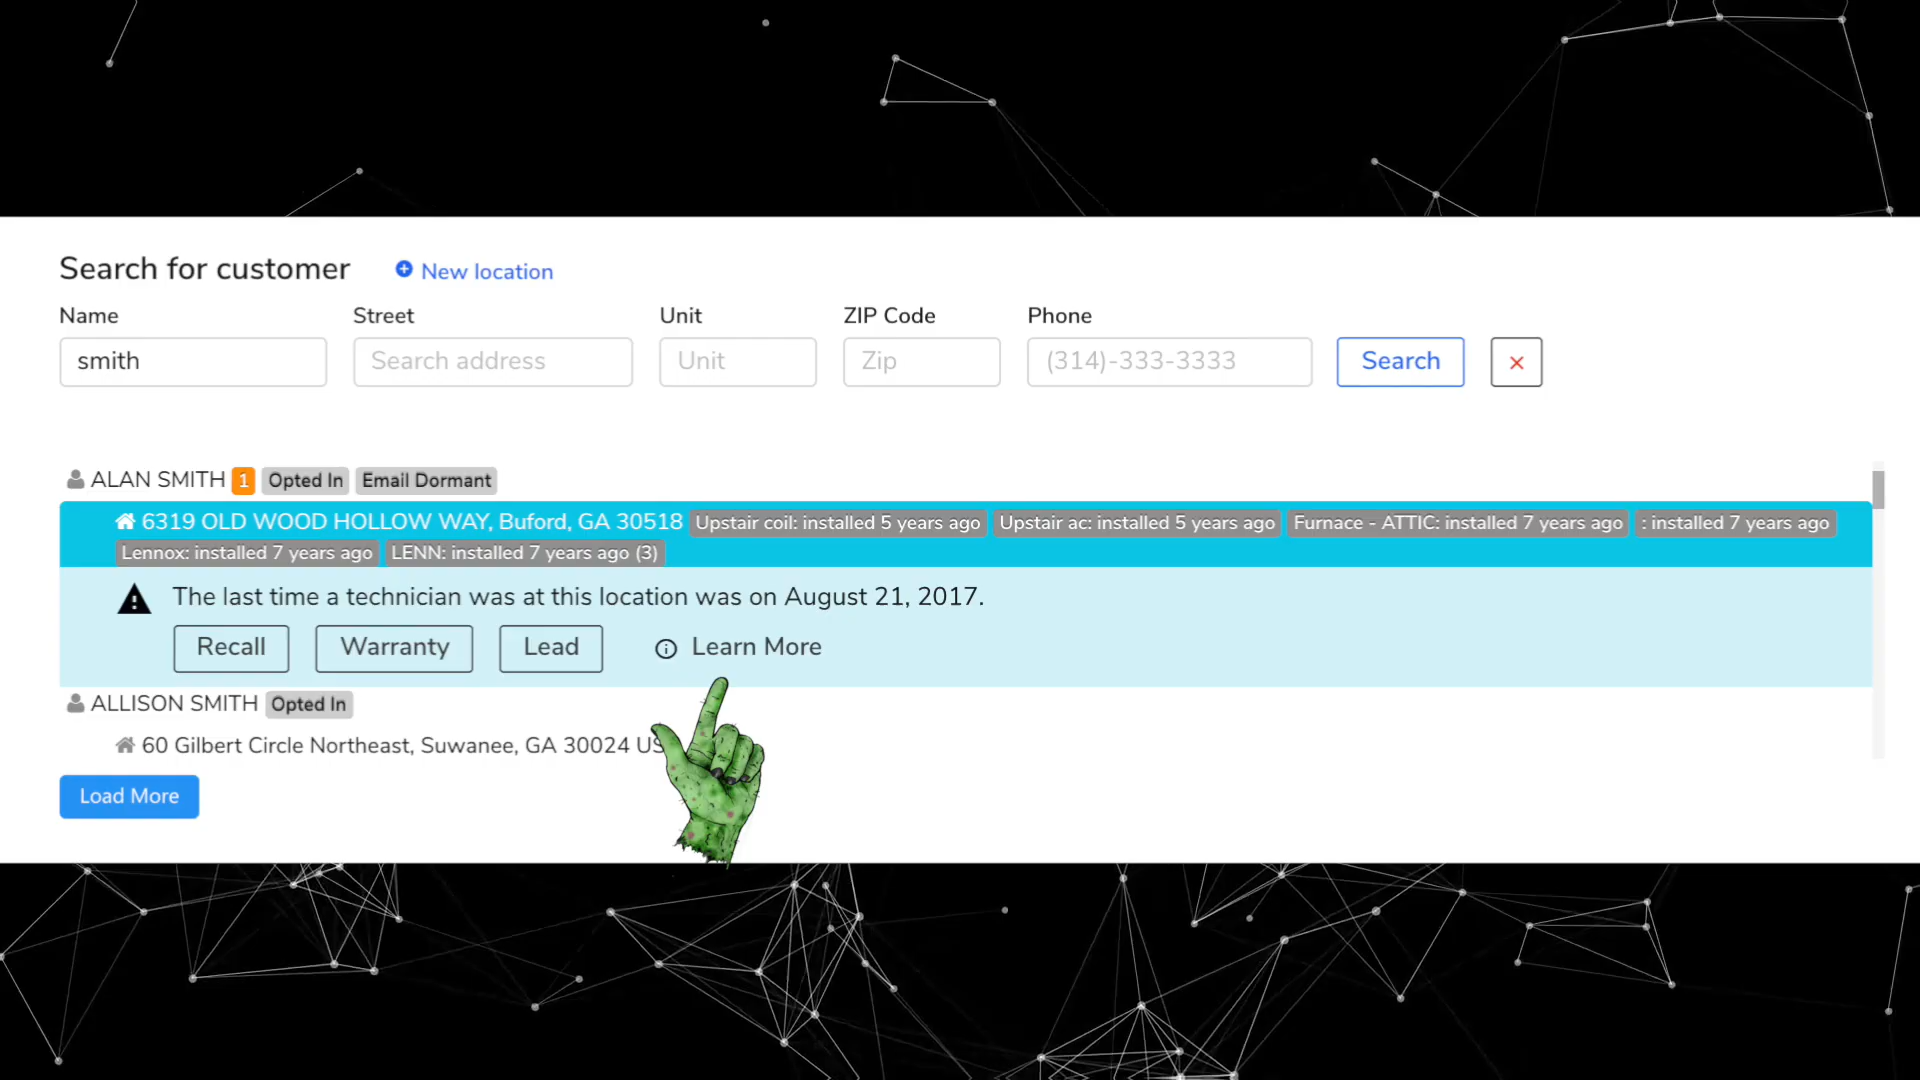 Search for customer New location
Name Street Unit ZIP Code Phone
smith Search address Unit Zip (314)-333-3333 Search
ALAN SMITH 1 Opted In Email Dormant
6319 OLD WOOD HOLLOW WAY, Buford, GA 30518 Upstair coil: installed 5 years ago Upstair ac: installed 5 years ago Furnace - ATTIC: installed 7 years ago : installed 7 years ago
Lennox: installed 7 years ago LENN: installed 7 years ago (3)
The last time a technician was at this location was on August 21, 2017.
Recall Warranty Lead Learn More
ALLISON SMITH Opted In
60 Gilbert Circle Northeast, Suwanee, GA 30024
Load More